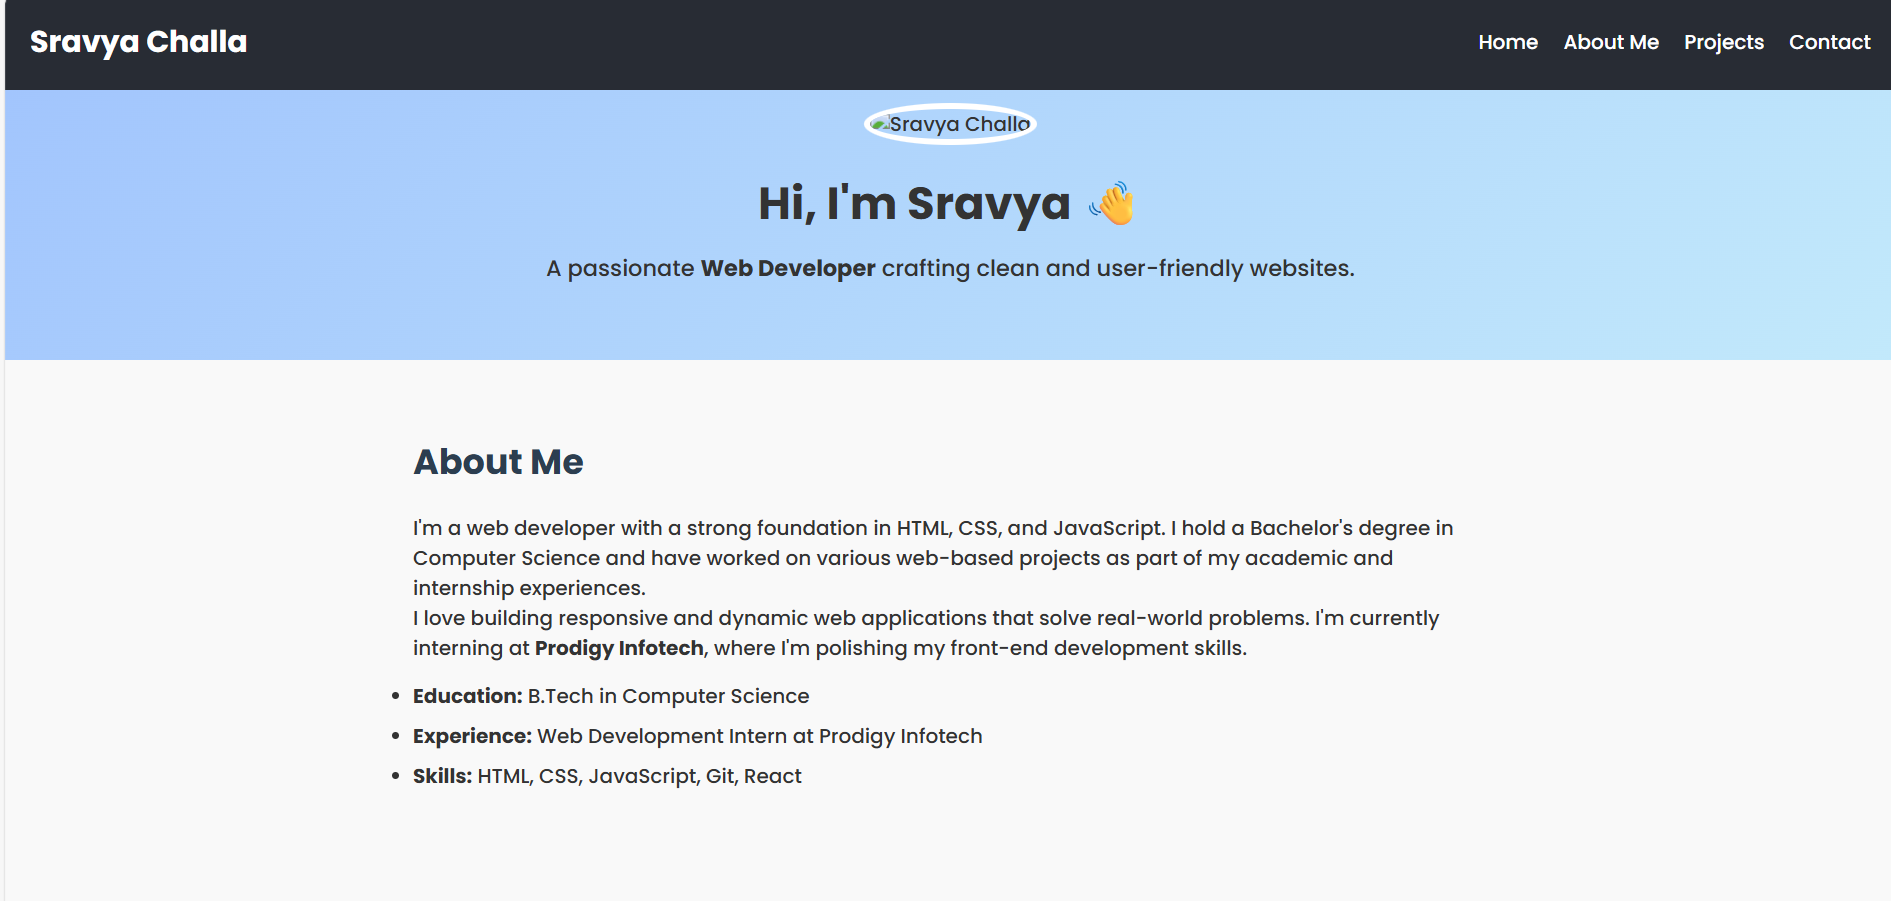 Sravya Challa
Home About Me Projects Contact
Sravya Challa
Hi, I'm Sravya 👋
A passionate Web Developer crafting clean and user-friendly websites.
About Me
I'm a web developer with a strong foundation in HTML, CSS, and JavaScript. I hold a Bachelor's degree in
Computer Science and have worked on various web-based projects as part of my academic and
internship experiences.
I love building responsive and dynamic web applications that solve real-world problems. I'm currently
interning at Prodigy Infotech, where I'm polishing my front-end development skills.
• Education: B.Tech in Computer Science
• Experience: Web Development Intern at Prodigy Infotech
• Skills: HTML, CSS, JavaScript, Git, React